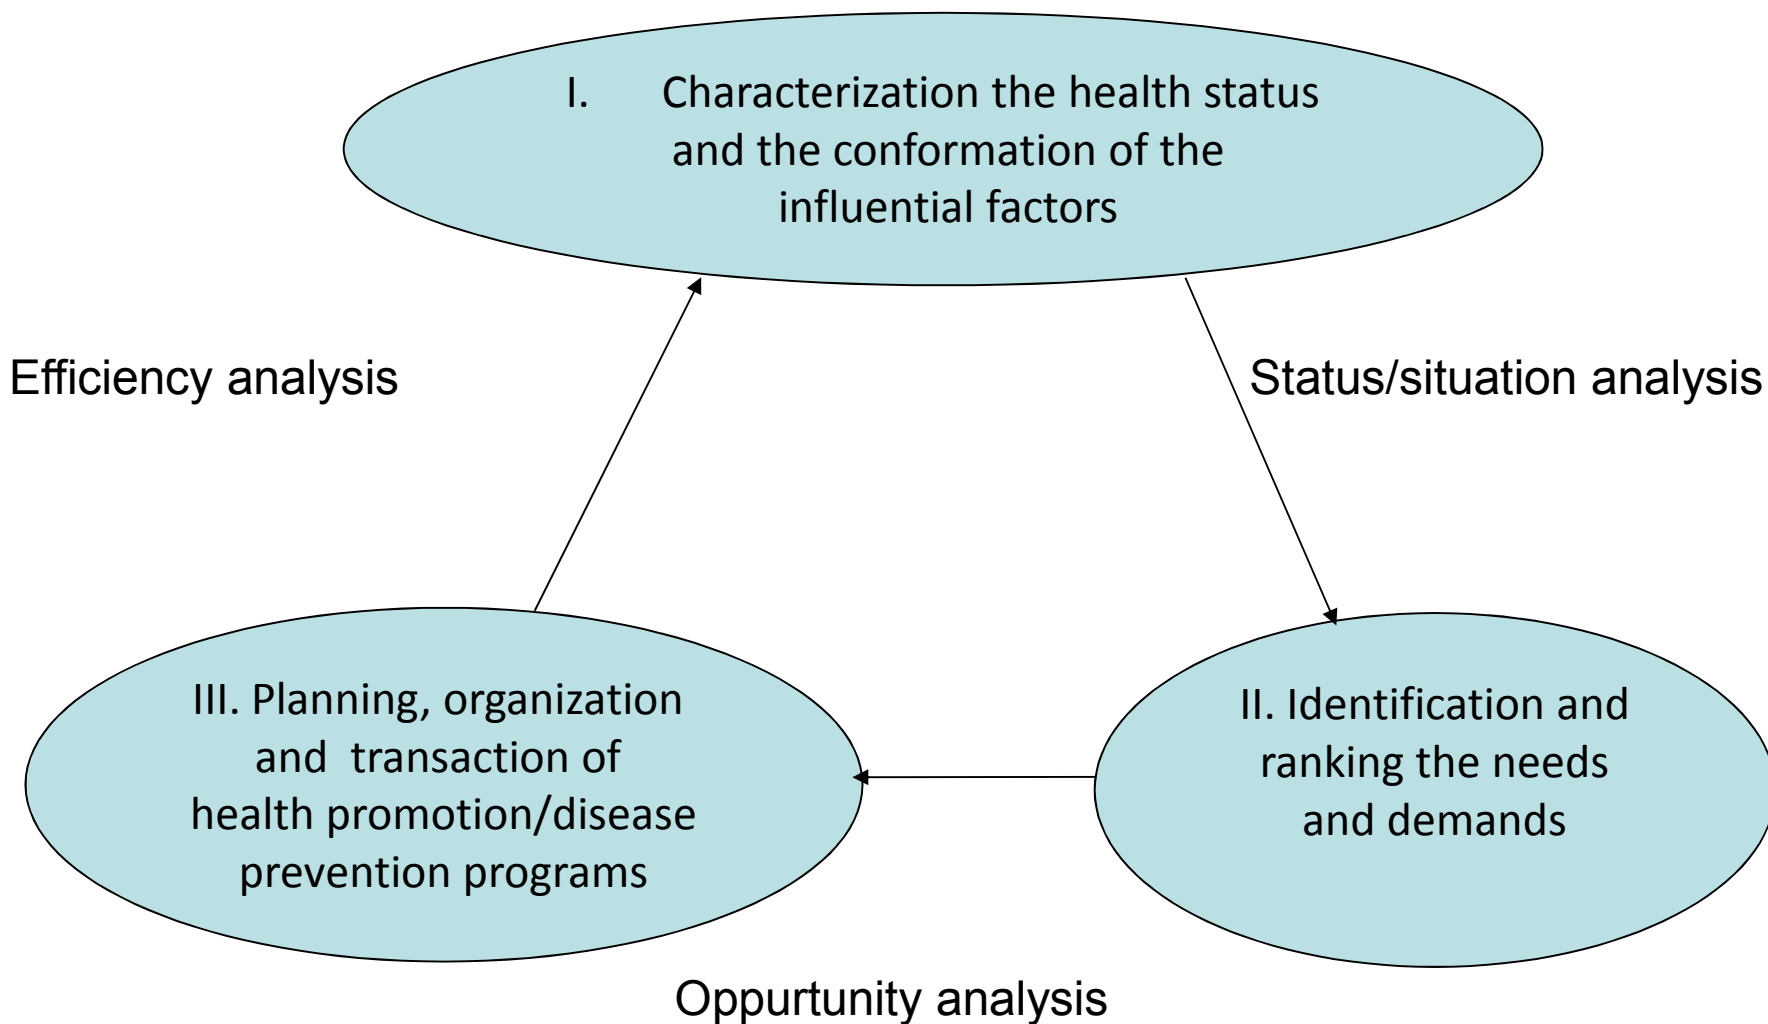 I. Characterization the health status
and the conformation of the
influential factors
Efficiency analysis
Status/situation analysis
III. Planning, organization
and transaction of
health promotion/disease
prevention programs
II. Identification and
ranking the needs
and demands
Oppurtunity analysis